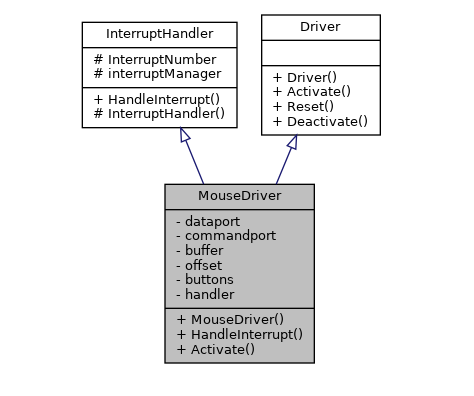 InterruptHandler
# InterruptNumber
# interruptManager
+ HandleInterrupt()
# InterruptHandler()
Driver
+ Driver()
+ Activate()
+ Reset()
+ Deactivate()
MouseDriver
- dataport
- commandport
- buffer
- offset
- buttons
- handler
+ MouseDriver()
+ HandleInterrupt()
+ Activate()